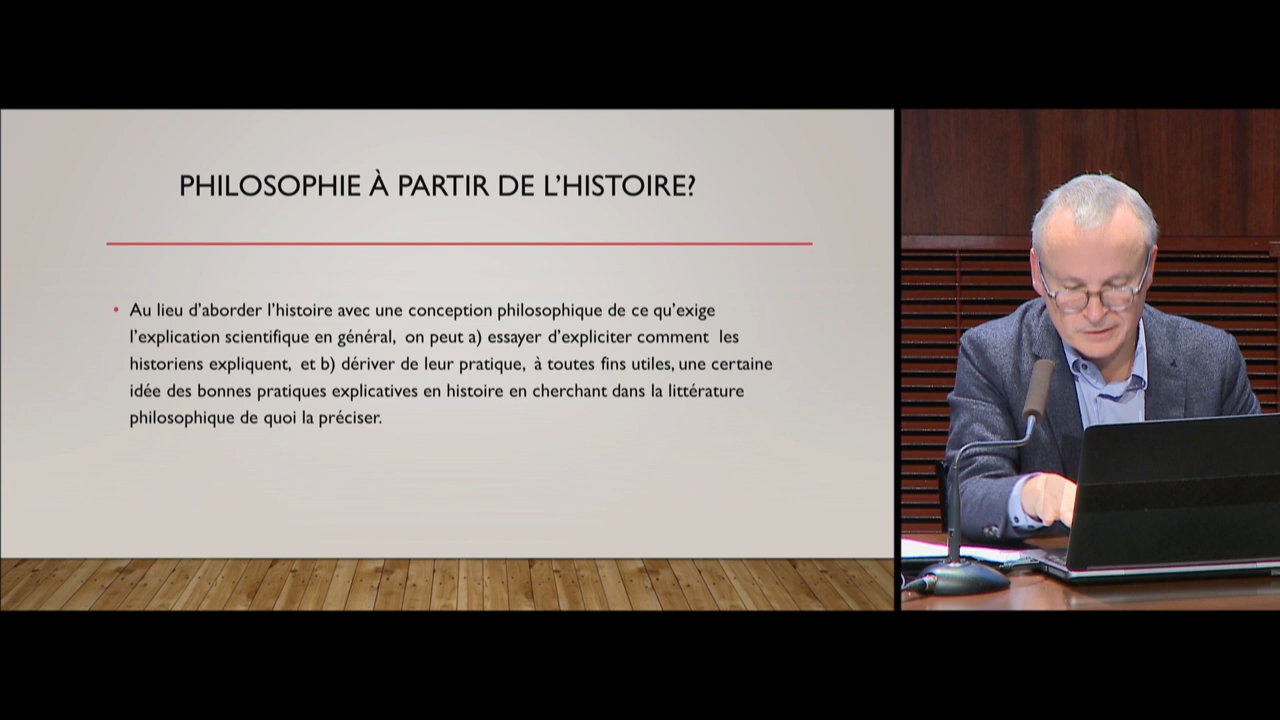 PHILOSOPHIE À PARTIR DE L'HISTOIRE?
• Au lieu d'aborder l'histoire avec une conception philosophique de ce qu'exige
l'explication scientifique en général, on peut a) essayer d'expliciter comment les
historiens expliquent, et b) dériver de leur pratique, à toutes fins utiles, une certaine
idée des bonnes pratiques explicatives en histoire en cherchant dans la littérature
philosophique de quoi la préciser.